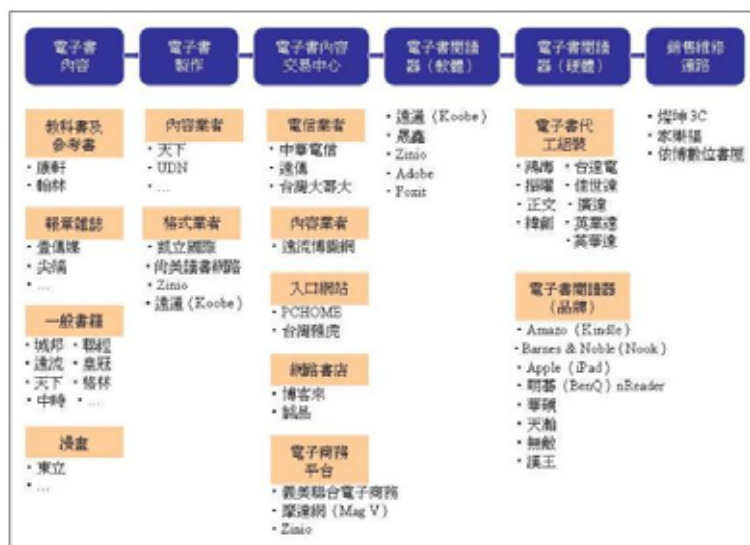 電子書
內容
電子書
製作
電子書內容
交易中心
電子書閱讀
器(軟體)
電子書閱讀
器(硬體)
銷售維修
通路
教科書及
參考書
・康軒
・翰林
報章雜誌
・壹傳媒
・尖端
・…
一般書籍
・城邦 ・聯經
・遠流 ・皇冠
・天下 ・格林
・中時 ・…
漫畫
・東立
・…
內容業者
・天下
・UDN
・…
格式業者
・凱立國際
・尚美讀書網路
・Zinio
・遠通(Koobe)
電信業者
・中華電信
・遠傳
・台灣大哥大
內容業者
・遠流博識網
入口網站
・PCHOME
・台灣雅虎
網路書店
・博客來
・誠品
電子商務
平台
・義美聯合電子商務
・摩達網(Mag V)
・Zinio
・遠通(Koobe)
・晟鑫
・Zinio
・Adobe
・Foxit
電子書代
工組裝
・鴻海 ・台達電
・振曜 ・佳世達
・正文 ・廣達
・緯創 ・英業達
・英華達
電子書閱讀器
(品牌)
・Amazo (Kindle)
・Barnes & Noble (Nook)
・Apple (iPad)
・明碁 (BenQ) nReader
・華碩
・天瀚
・無敵
・漢王
・燦坤 3C
・家樂福
・依博數位書屋